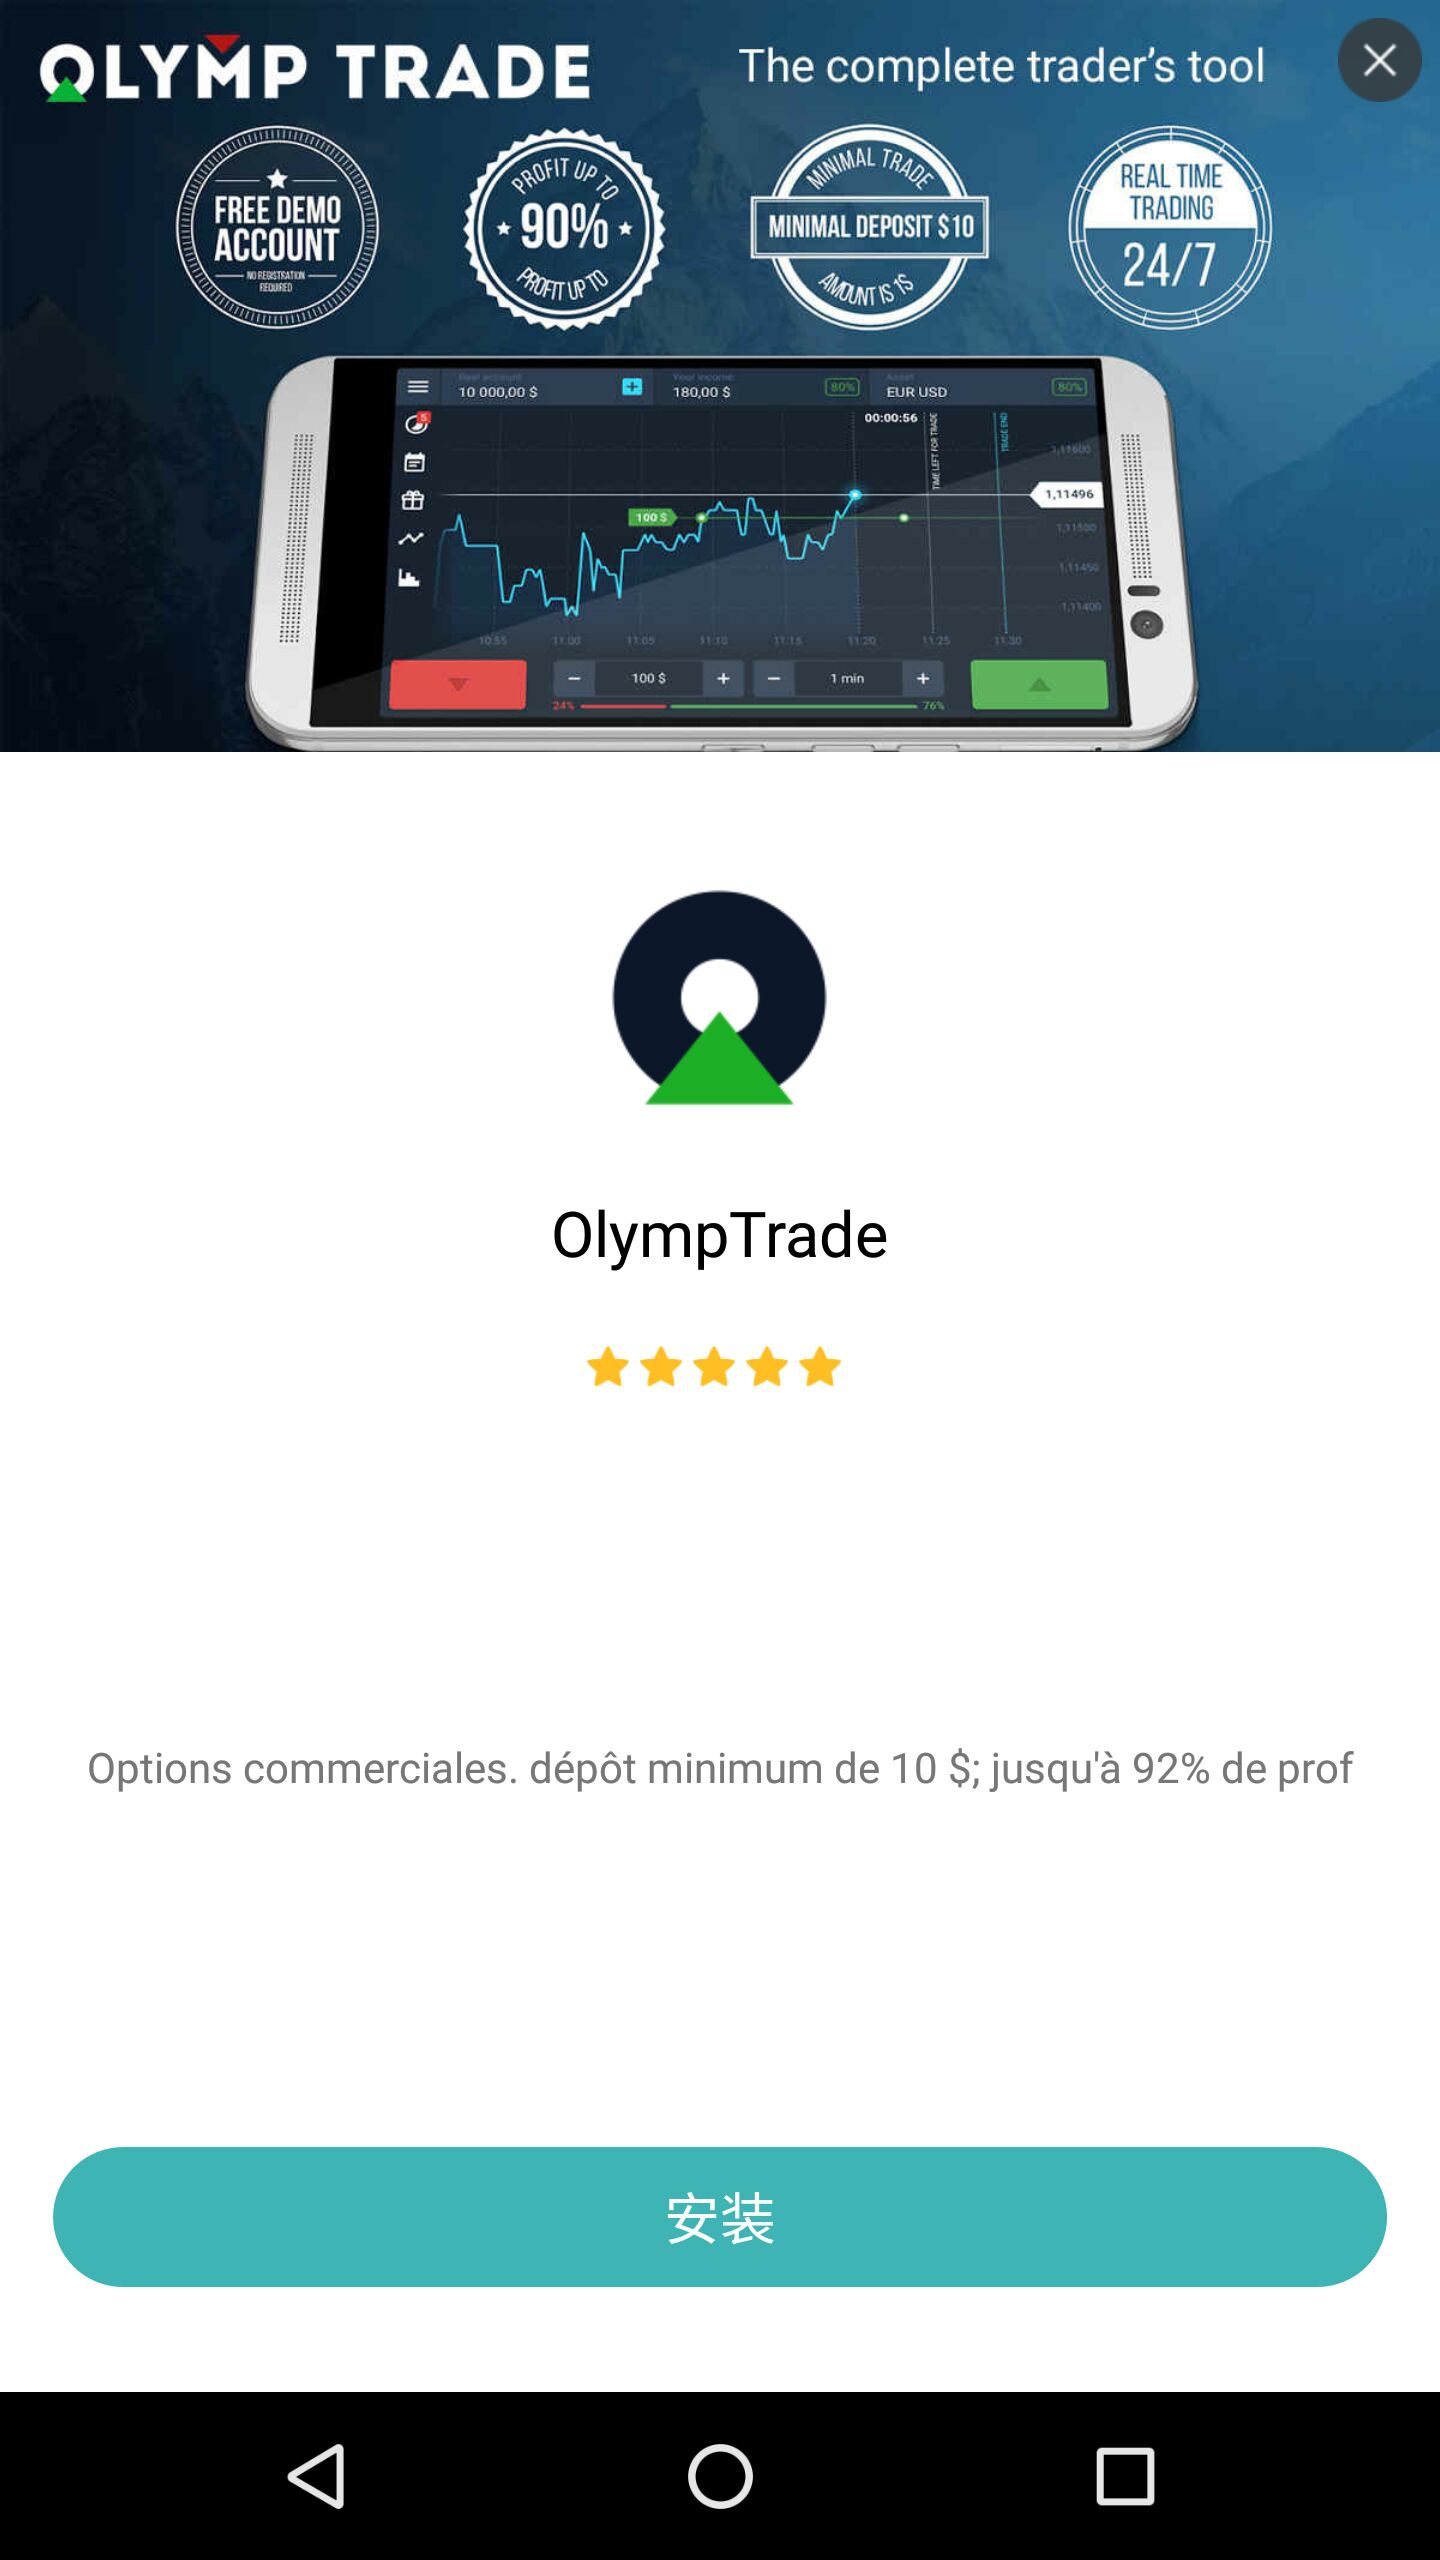 OLYMP TRADE
The complete trader’s tool
FREE DEMO
ACCOUNT
NO REGISTRATION
REQUIRED
PROFIT UP TO
90%
PROFIT UP TO
MINIMAL TRADE
MINIMAL DEPOSIT $10
AMOUNT IS 1$
REAL TIME
TRADING
24/7
Real account
10 000,00 $
Your income
180,00 $
80%
Asset
EUR USD
80%
5
00:00:56
TIME LEFT FOR TRADE
TRADE END
1,11600
1,11496
100 $
1,11500
1,11450
1,11400
10:55
11:00
11:05
11:10
11:15
11:20
11:25
11:30
100 $
1 min
24%
76%
OlympTrade
Options commerciales. dépôt minimum de 10 $; jusqu'à 92% de prof
安装